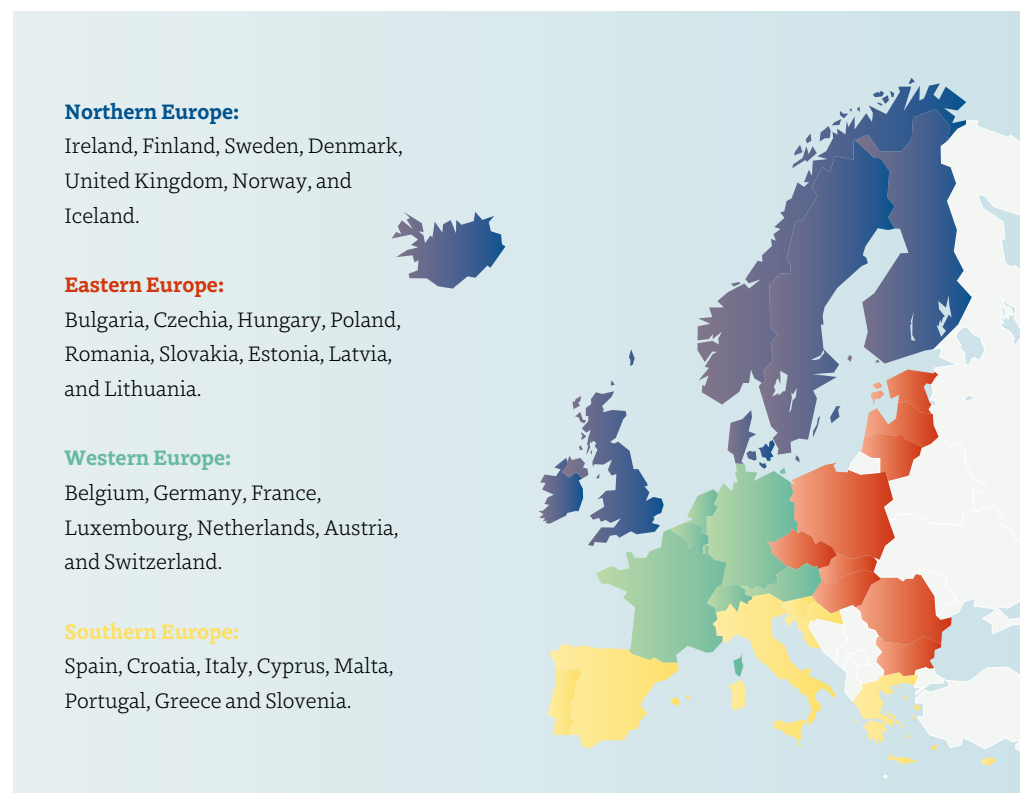 Northern Europe:
Ireland, Finland, Sweden, Denmark,
United Kingdom, Norway, and
Iceland.
Eastern Europe:
Bulgaria, Czechia, Hungary, Poland,
Romania, Slovakia, Estonia, Latvia,
and Lithuania.
Western Europe:
Belgium, Germany, France,
Luxembourg, Netherlands, Austria,
and Switzerland.
Southern Europe:
Spain, Croatia, Italy, Cyprus, Malta,
Portugal, Greece and Slovenia.